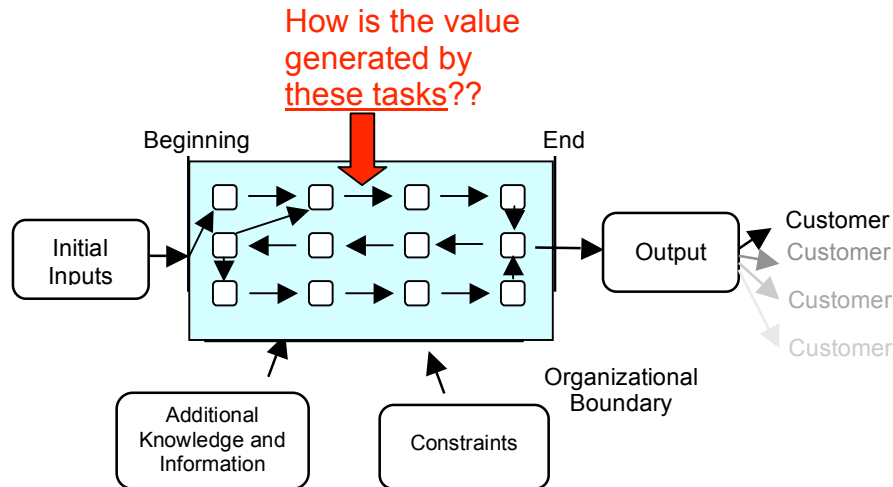 How is the value
generated by
these tasks??
Beginning
End
Initial
Inputs
Output
Customer
Customer
Customer
Customer
Organizational
Boundary
Additional
Knowledge and
Information
Constraints